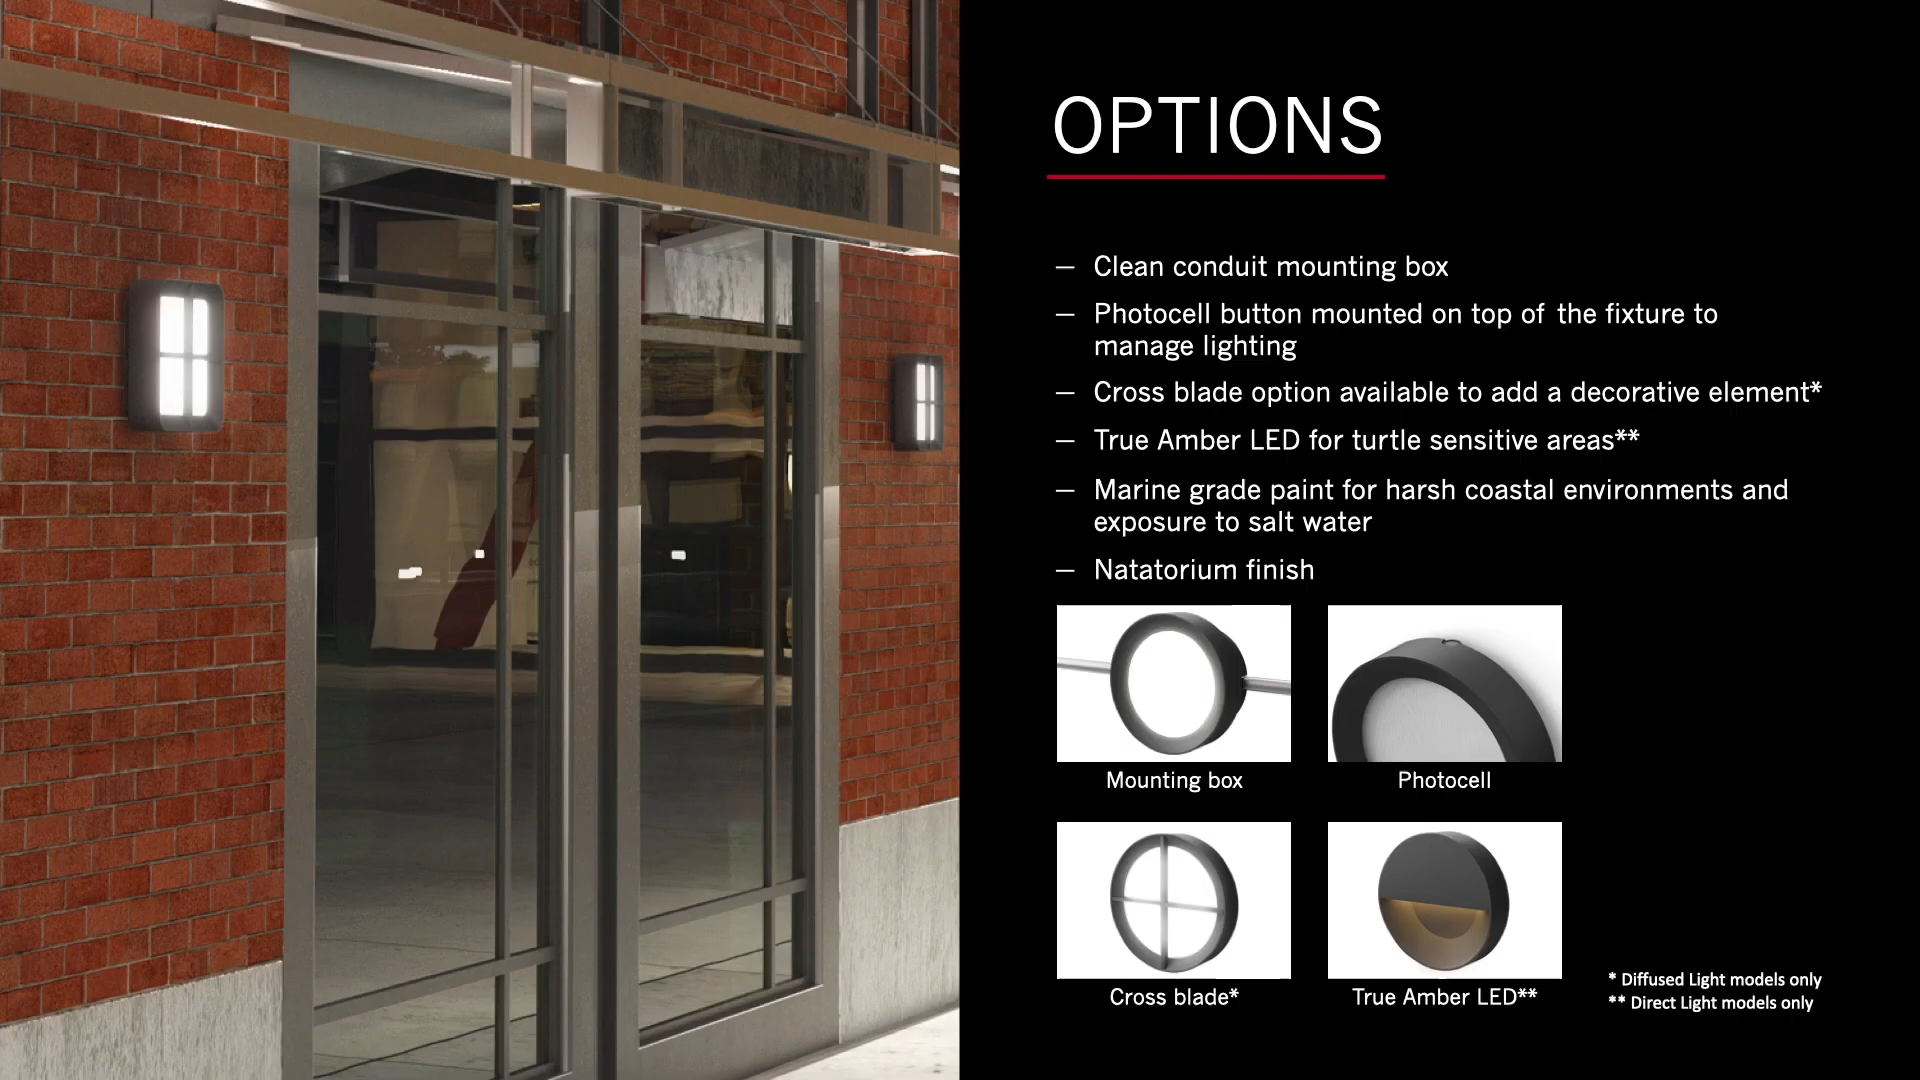 OPTIONS
— Clean conduit mounting box
— Photocell button mounted on top of the fixture to
manage lighting
— Cross blade option available to add a decorative element*
— True Amber LED for turtle sensitive areas**
— Marine grade paint for harsh coastal environments and
exposure to salt water
— Natatorium finish
Mounting box
Photocell
Cross blade*
True Amber LED**
* Diffused Light models only
** Direct Light models only